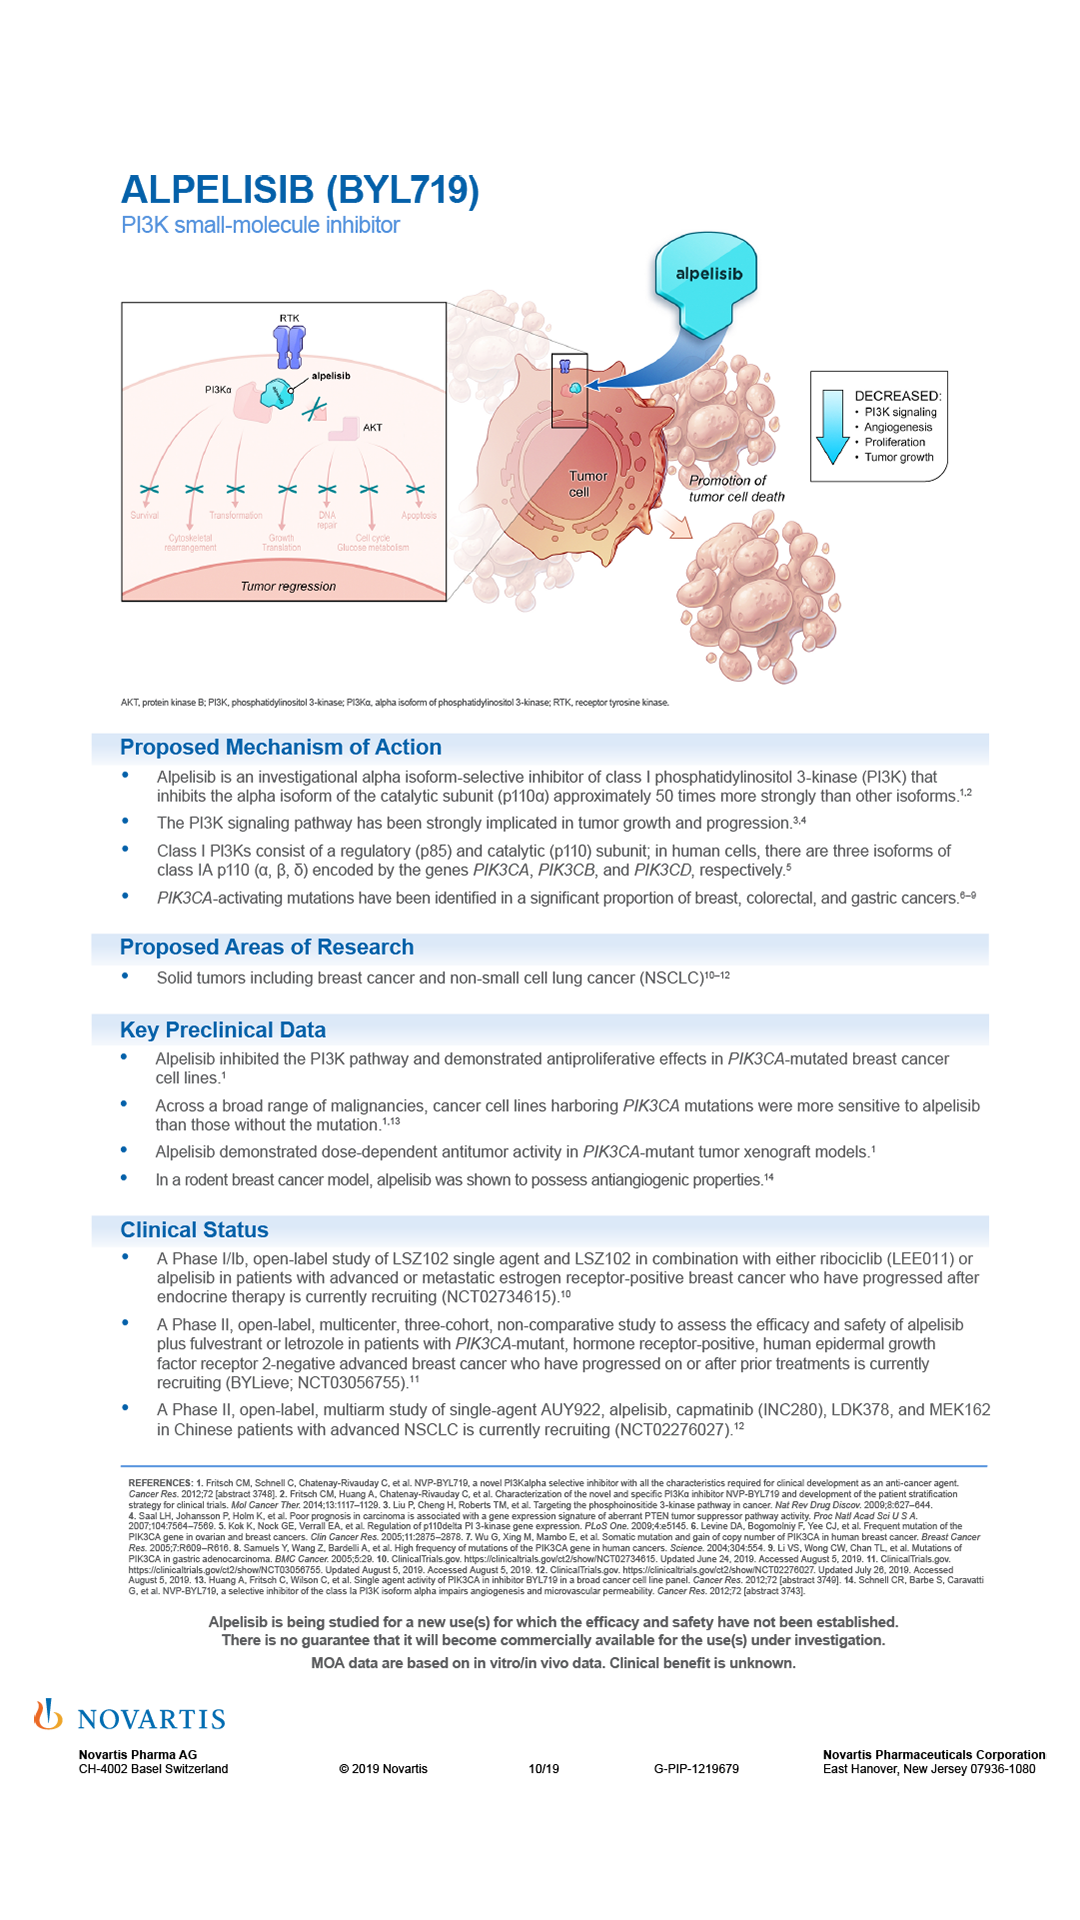 ALPELISIB (BYL719)
PI3K small-molecule inhibitor
alpelisib
RTK
alpelisib
PI3Kα
alpelisib
AKT
Survival
Transformation
DNA
repair
Apoptosis
Cytoskeletal
rearrangement
Growth
Translation
Cell cycle
Glucose metabolism
Tumor regression
Tumor
cell
Promotion of
tumor cell death
DECREASED:
• PI3K signaling
• Angiogenesis
• Proliferation
• Tumor growth
AKT, protein kinase B; PI3K, phosphatidylinositol 3-kinase; PI3Kα, alpha isoform of phosphatidylinositol 3-kinase; RTK, receptor tyrosine kinase.
Proposed Mechanism of Action
• Alpelisib is an investigational alpha isoform-selective inhibitor of class I phosphatidylinositol 3-kinase (PI3K) that
inhibits the alpha isoform of the catalytic subunit (p110α) approximately 50 times more strongly than other isoforms.1,2
• The PI3K signaling pathway has been strongly implicated in tumor growth and progression.3,4
• Class I PI3Ks consist of a regulatory (p85) and catalytic (p110) subunit; in human cells, there are three isoforms of
class IA p110 (α, β, δ) encoded by the genes PIK3CA, PIK3CB, and PIK3CD, respectively.5
• PIK3CA-activating mutations have been identified in a significant proportion of breast, colorectal, and gastric cancers.6–9
Proposed Areas of Research
• Solid tumors including breast cancer and non-small cell lung cancer (NSCLC)10–12
Key Preclinical Data
• Alpelisib inhibited the PI3K pathway and demonstrated antiproliferative effects in PIK3CA-mutated breast cancer
cell lines.1
• Across a broad range of malignancies, cancer cell lines harboring PIK3CA mutations were more sensitive to alpelisib
than those without the mutation.1,13
• Alpelisib demonstrated dose-dependent antitumor activity in PIK3CA-mutant tumor xenograft models.1
• In a rodent breast cancer model, alpelisib was shown to possess antiangiogenic properties.14
Clinical Status
• A Phase I/Ib, open-label study of LSZ102 single agent and LSZ102 in combination with either ribociclib (LEE011) or
alpelisib in patients with advanced or metastatic estrogen receptor-positive breast cancer who have progressed after
endocrine therapy is currently recruiting (NCT02734615).10
• A Phase II, open-label, multicenter, three-cohort, non-comparative study to assess the efficacy and safety of alpelisib
plus fulvestrant or letrozole in patients with PIK3CA-mutant, hormone receptor-positive, human epidermal growth
factor receptor 2-negative advanced breast cancer who have progressed on or after prior treatments is currently
recruiting (BYLieve; NCT03056755).11
• A Phase II, open-label, multiarm study of single-agent AUY922, alpelisib, capmatinib (INC280), LDK378, and MEK162
in Chinese patients with advanced NSCLC is currently recruiting (NCT02276027).12
REFERENCES: 1. Fritsch CM, Schnell C, Chatenay-Rivauday C, et al. NVP-BYL719, a novel PI3Kalpha selective inhibitor with all the characteristics required for clinical development as an anti-cancer agent.
Cancer Res. 2012;72 [abstract 3748]. 2. Fritsch CM, Huang A, Chatenay-Rivauday C, et al. Characterization of the novel and specific PI3Kα inhibitor NVP-BYL719 and development of the patient stratification
strategy for clinical trials. Mol Cancer Ther. 2014;13:1117–1129. 3. Liu P, Cheng H, Roberts TM, et al. Targeting the phosphoinositide 3-kinase pathway in cancer. Nat Rev Drug Discov. 2009;8:627–644.
4. Saal LH, Johansson P, Holm K, et al. Poor prognosis in carcinoma is associated with a gene expression signature of aberrant PTEN tumor suppressor pathway activity. Proc Natl Acad Sci U S A.
2007;104:7564–7569. 5. Kok K, Nock GE, Verrall EA, et al. Regulation of p110delta PI 3-kinase gene expression. PLoS One. 2009;4:e5145. 6. Levine DA, Bogomolniy F, Yee CJ, et al. Frequent mutation of the
PIK3CA gene in ovarian and breast cancers. Clin Cancer Res. 2005;11:2875–2878. 7. Wu G, Xing M, Mambo E, et al. Somatic mutation and gain of copy number of PIK3CA in human breast cancer. Breast Cancer
Res. 2005;7:R609–R616. 8. Samuels Y, Wang Z, Bardelli A, et al. High frequency of mutations of the PIK3CA gene in human cancers. Science. 2004;304:554. 9. Li VS, Wong CW, Chan TL, et al. Mutations of
PIK3CA in gastric adenocarcinoma. BMC Cancer. 2005;5:29. 10. ClinicalTrials.gov. https://clinicaltrials.gov/ct2/show/NCT02734615. Updated June 24, 2019. Accessed August 5, 2019. 11. ClinicalTrials.gov.
https://clinicaltrials.gov/ct2/show/NCT03056755. Updated August 5, 2019. Accessed August 5, 2019. 12. ClinicalTrials.gov. https://clinicaltrials.gov/ct2/show/NCT02276027. Updated July 26, 2019. Accessed
August 5, 2019. 13. Huang A, Fritsch C, Wilson C, et al. Single agent activity of PIK3CA in inhibitor BYL719 in a broad cancer cell line panel. Cancer Res. 2012;72 [abstract 3749]. 14. Schnell CR, Barbe S, Caravatti
G, et al. NVP-BYL719, a selective inhibitor of the class Ia PI3K isoform alpha impairs angiogenesis and microvascular permeability. Cancer Res. 2012;72 [abstract 3743].
Alpelisib is being studied for a new use(s) for which the efficacy and safety have not been established.
There is no guarantee that it will become commercially available for the use(s) under investigation.
MOA data are based on in vitro/in vivo data. Clinical benefit is unknown.
NOVARTIS
Novartis Pharma AG
CH-4002 Basel Switzerland
© 2019 Novartis
10/19
G-PIP-1219679
Novartis Pharmaceuticals Corporation
East Hanover, New Jersey 07936-1080